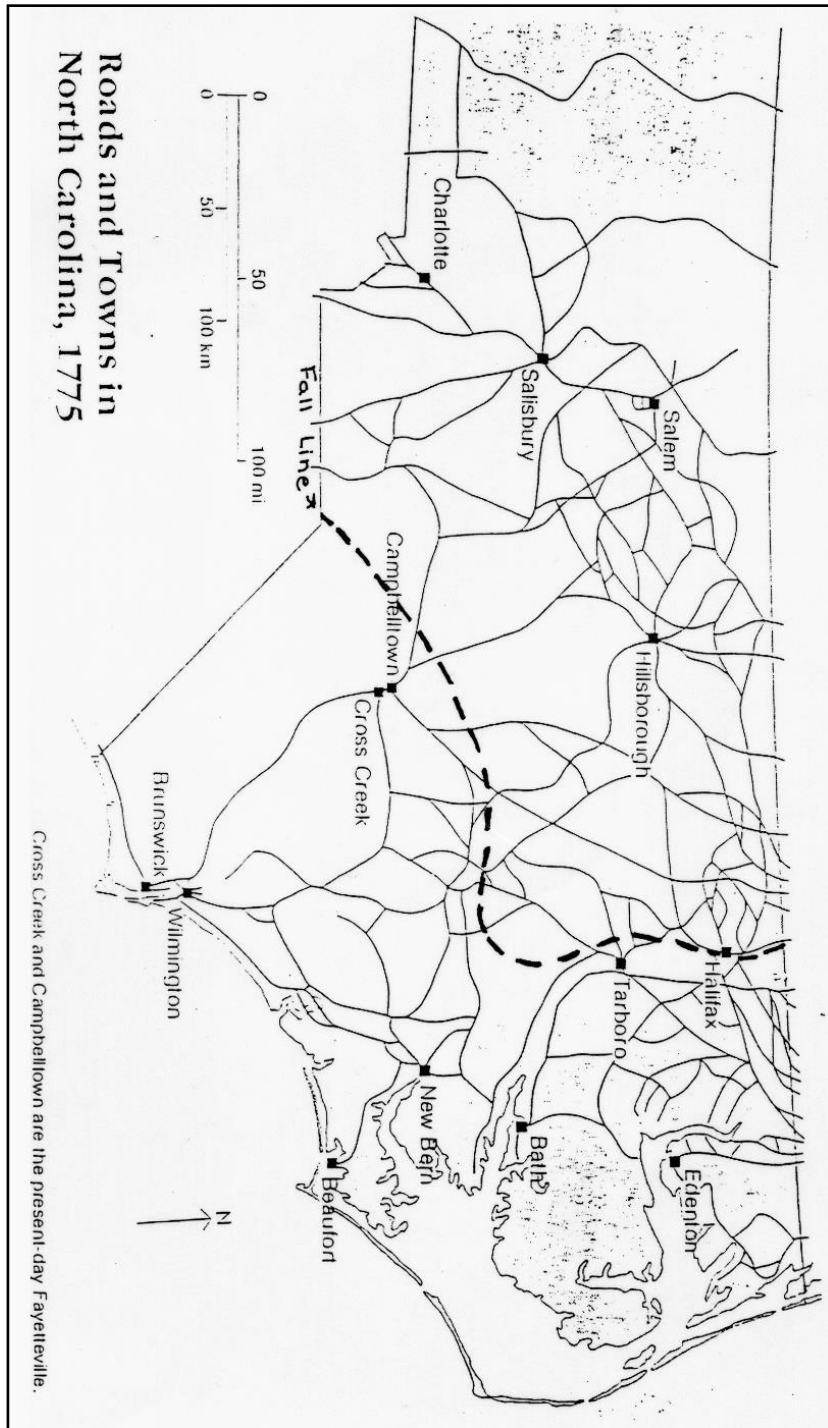 Roads and Towns in
North Carolina, 1775
0 50 100 mi
0 50 100 km
Fall Line
Charlotte
Salisbury
Salem
Hillsborough
Campbelltown
Cross Creek
Brunswick
Wilmington
Halifax
Tarboro
New Bern
Bath
Edenton
Beaufort
N
Cross Creek and Campbelltown are the present-day Fayetteville.